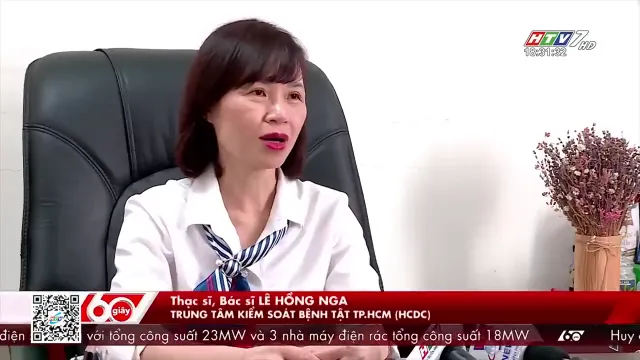 HTV7 HD
18:31:32
60 giây
Thạc sĩ, Bác sĩ LÊ HỒNG NGA
TRUNG TÂM KIỂM SOÁT BỆNH TẬT TP.HCM (HCDC)
điện với tổng công suất 23MW và 3 nhà máy điện rác tổng công suất 18MW 60 Huy